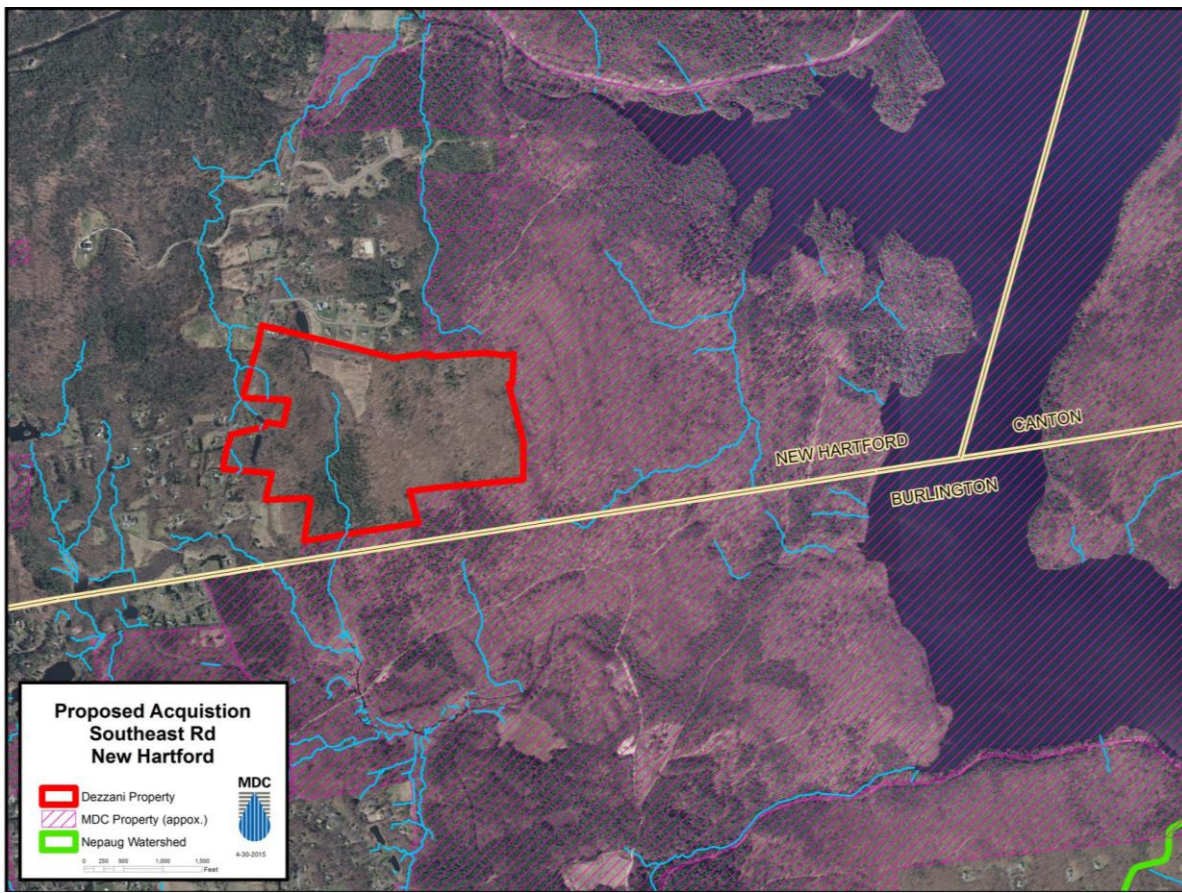 NEW HARTFORD
CANTON
BURLINGTON
Proposed Acquistion
Southeast Rd
New Hartford
Dezzani Property
MDC Property (appox.)
Nepaug Watershed
MDC
4-30-2015
0 250 500 1,000 1,500
Feet